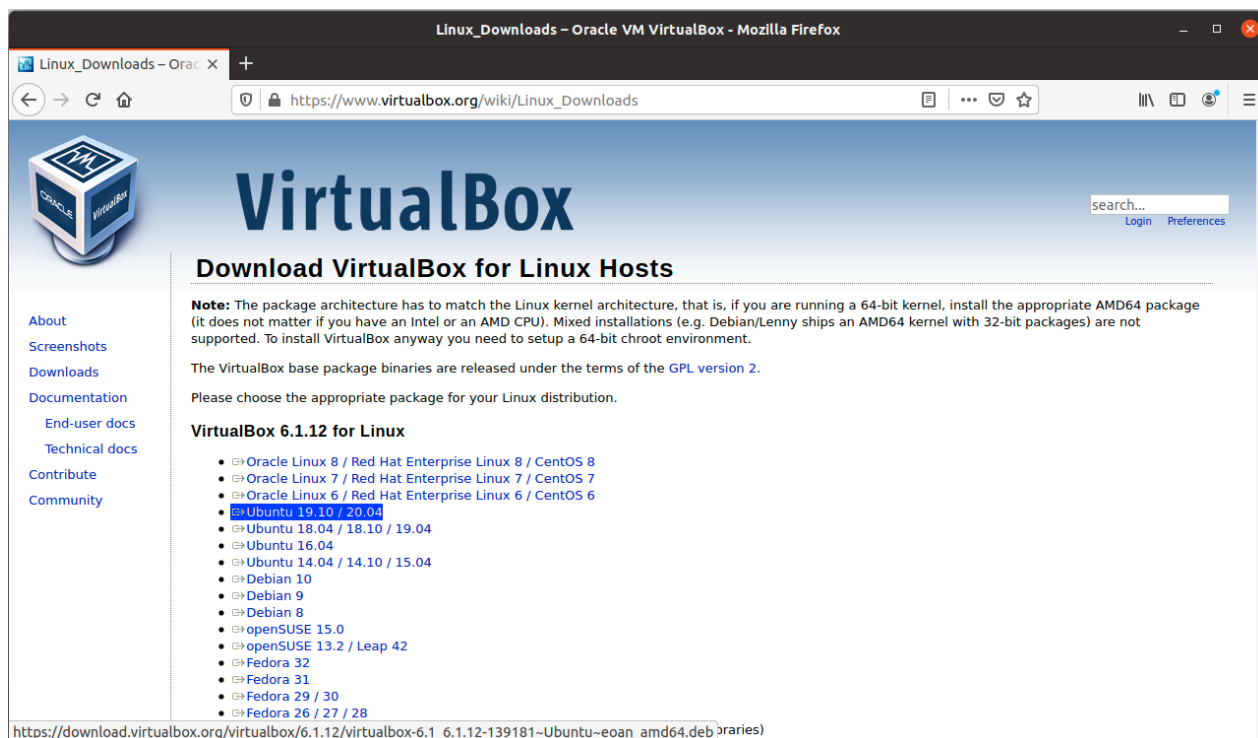 Linux_Downloads – Oracle VM VirtualBox - Mozilla Firefox
Linux_Downloads – Orac
https://www.virtualbox.org/wiki/Linux_Downloads
ORACLE
VirtualBox
VirtualBox
search...
Login Preferences
Download VirtualBox for Linux Hosts
About
Screenshots
Downloads
Documentation
End-user docs
Technical docs
Contribute
Community
Note: The package architecture has to match the Linux kernel architecture, that is, if you are running a 64-bit kernel, install the appropriate AMD64 package
(it does not matter if you have an Intel or an AMD CPU). Mixed installations (e.g. Debian/Lenny ships an AMD64 kernel with 32-bit packages) are not
supported. To install VirtualBox anyway you need to setup a 64-bit chroot environment.
The VirtualBox base package binaries are released under the terms of the GPL version 2.
Please choose the appropriate package for your Linux distribution.
VirtualBox 6.1.12 for Linux
Oracle Linux 8 / Red Hat Enterprise Linux 8 / CentOS 8
Oracle Linux 7 / Red Hat Enterprise Linux 7 / CentOS 7
Oracle Linux 6 / Red Hat Enterprise Linux 6 / CentOS 6
Ubuntu 19.10 / 20.04
Ubuntu 18.04 / 18.10 / 19.04
Ubuntu 16.04
Ubuntu 14.04 / 14.10 / 15.04
Debian 10
Debian 9
Debian 8
openSUSE 15.0
openSUSE 13.2 / Leap 42
Fedora 32
Fedora 31
Fedora 29 / 30
Fedora 26 / 27 / 28
https://download.virtualbox.org/virtualbox/6.1.12/virtualbox-6.1_6.1.12-139181~Ubuntu~eoan_amd64.deb